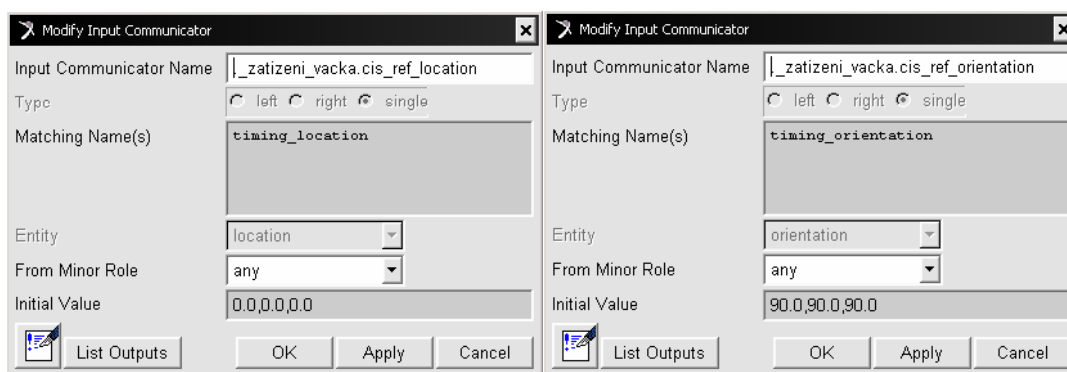 Modify Input Communicator
Input Communicator Name ._zatizeni_vacka.cis_ref_location
Type left right single
Matching Name(s) timing_location
Entity location
From Minor Role any
Initial Value 0.0,0.0,0.0
List Outputs OK Apply Cancel
Modify Input Communicator
Input Communicator Name ._zatizeni_vacka.cis_ref_orientation
Type left right single
Matching Name(s) timing_orientation
Entity orientation
From Minor Role any
Initial Value 90.0,90.0,90.0
List Outputs OK Apply Cancel